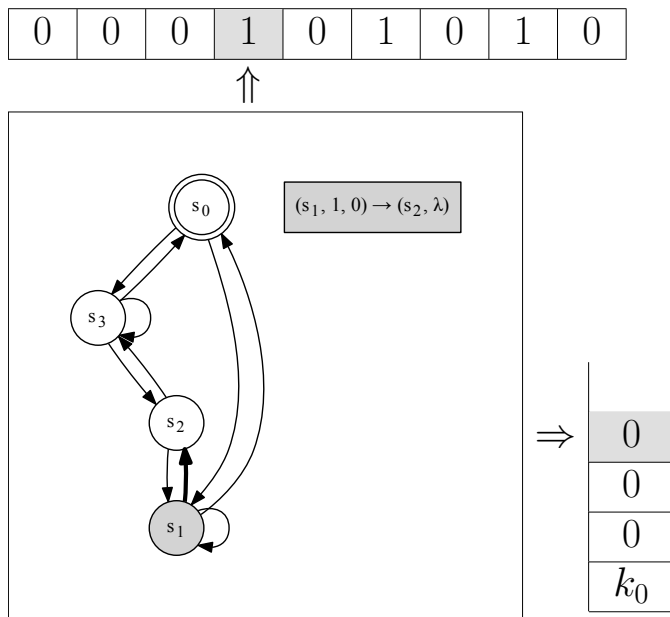 0 0 0 1 0 1 0 1 0
⇑
s0
(s1, 1, 0) → (s2, λ)
s3
s2
s1
⇒
0
0
0
k0